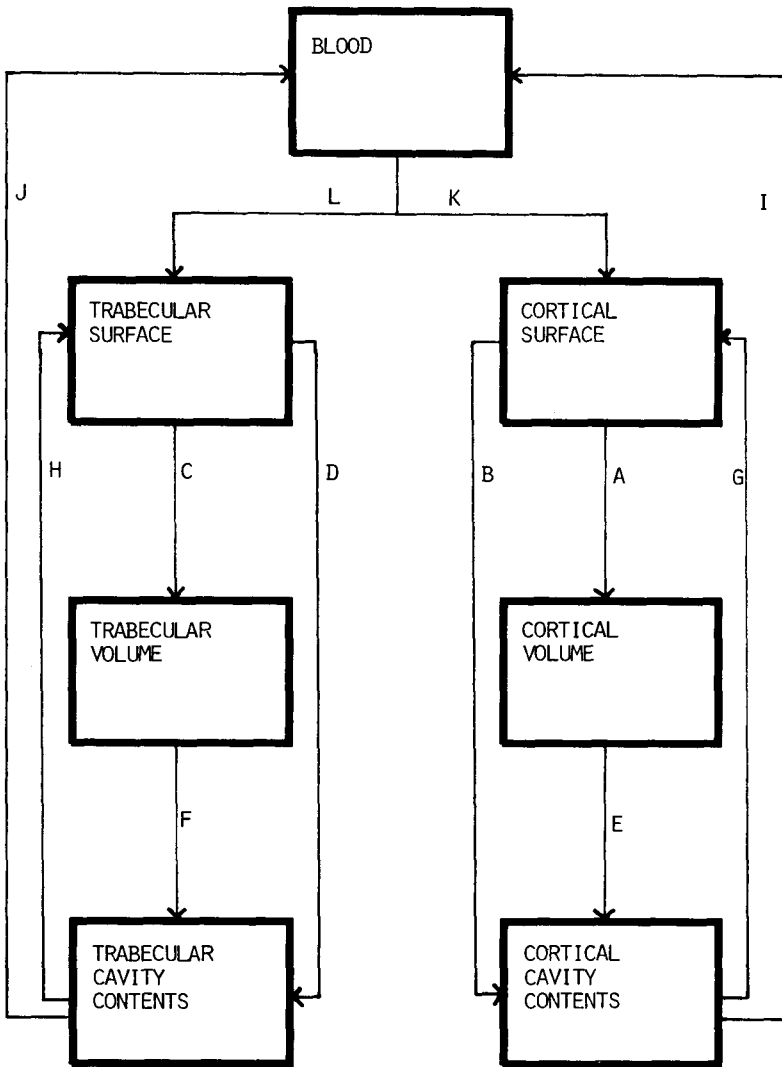 BLOOD
J
L
K
I
TRABECULAR
SURFACE
CORTICAL
SURFACE
H
C
D
B
A
G
TRABECULAR
VOLUME
CORTICAL
VOLUME
F
E
TRABECULAR
CAVITY
CONTENTS
CORTICAL
CAVITY
CONTENTS